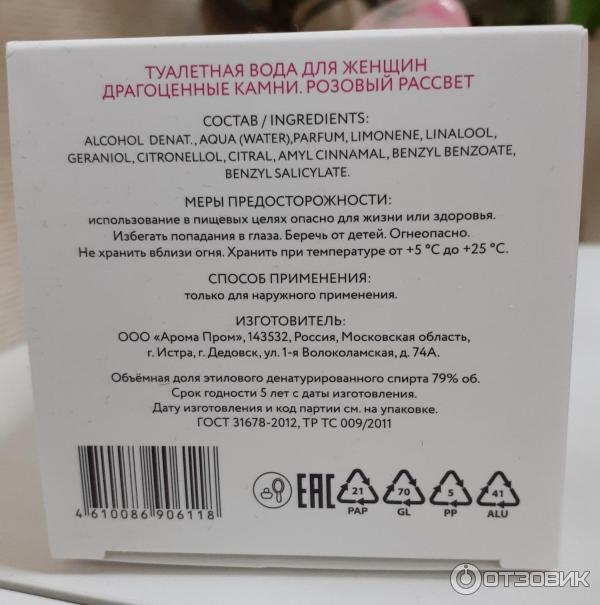 ТУАЛЕТНАЯ ВОДА ДЛЯ ЖЕНЩИН
ДРАГОЦЕННЫЕ КАМНИ. РОЗОВЫЙ РАССВЕТ
СОСТАВ / INGREDIENTS:
ALCOHOL DENAT., AQUA (WATER),PARFUM, LIMONENE, LINALOOL,
GERANIOL, CITRONELLOL, CITRAL, AMYL CINNAMAL, BENZYL BENZOATE,
BENZYL SALICYLATE.
МЕРЫ ПРЕДОСТОРОЖНОСТИ:
использование в пищевых целях опасно для жизни или здоровья.
Избегать попадания в глаза. Беречь от детей. Огнеопасно.
Не хранить вблизи огня. Хранить при температуре от +5 °С до +25 °С.
СПОСОБ ПРИМЕНЕНИЯ:
только для наружного применения.
ИЗГОТОВИТЕЛЬ:
ООО «Арома Пром», 143532, Россия, Московская область,
г. Истра, г. Дедовск, ул. 1-я Волоколамская, д. 74А.
Объёмная доля этилового денатурированного спирта 79% об.
Срок годности 5 лет с даты изготовления.
Дату изготовления и код партии см. на упаковке.
ГОСТ 31678-2012, ТР ТС 009/2011
4 610086 906118
EAC
21 70 5 41
PAP GL PP ALU
ОТЗОВИК